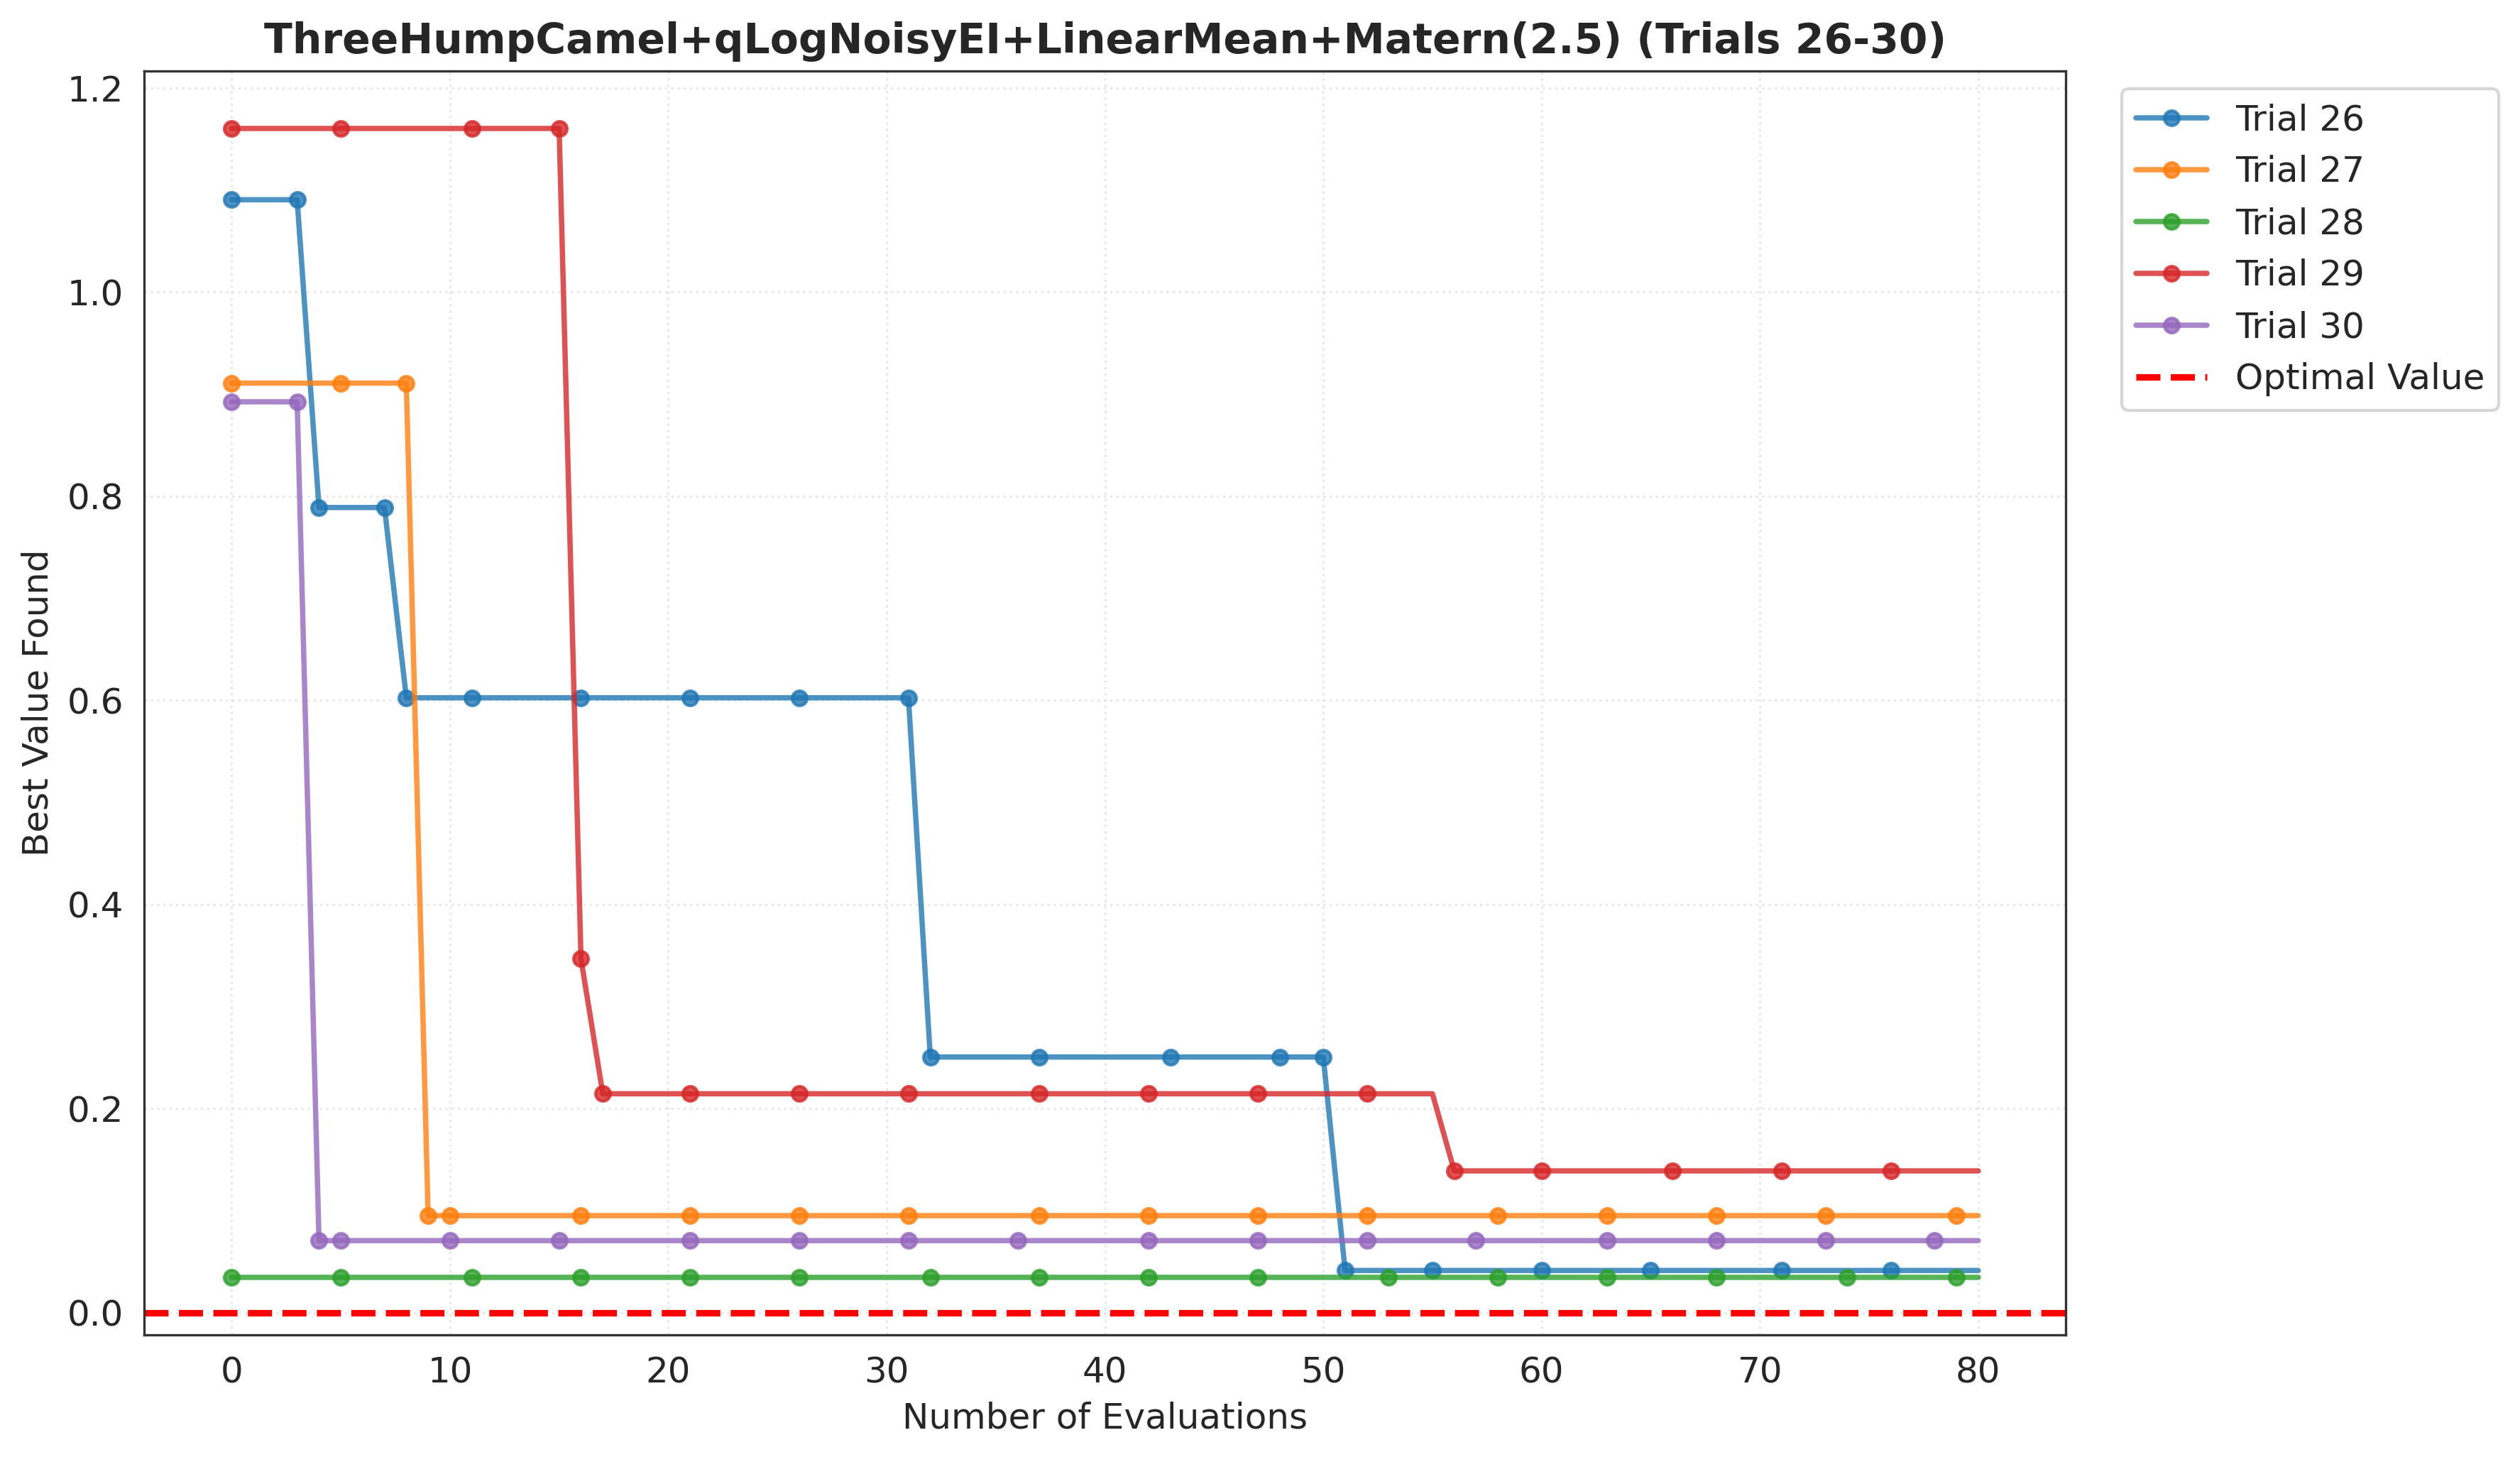 ThreeHumpCamel+qLogNoisyEI+LinearMean+Matern(2.5) (Trials 26-30)
Best Value Found
1.2
1.0
0.8
0.6
0.4
0.2
0.0
0 10 20 30 40 50 60 70 80
Number of Evaluations
Trial 26
Trial 27
Trial 28
Trial 29
Trial 30
Optimal Value